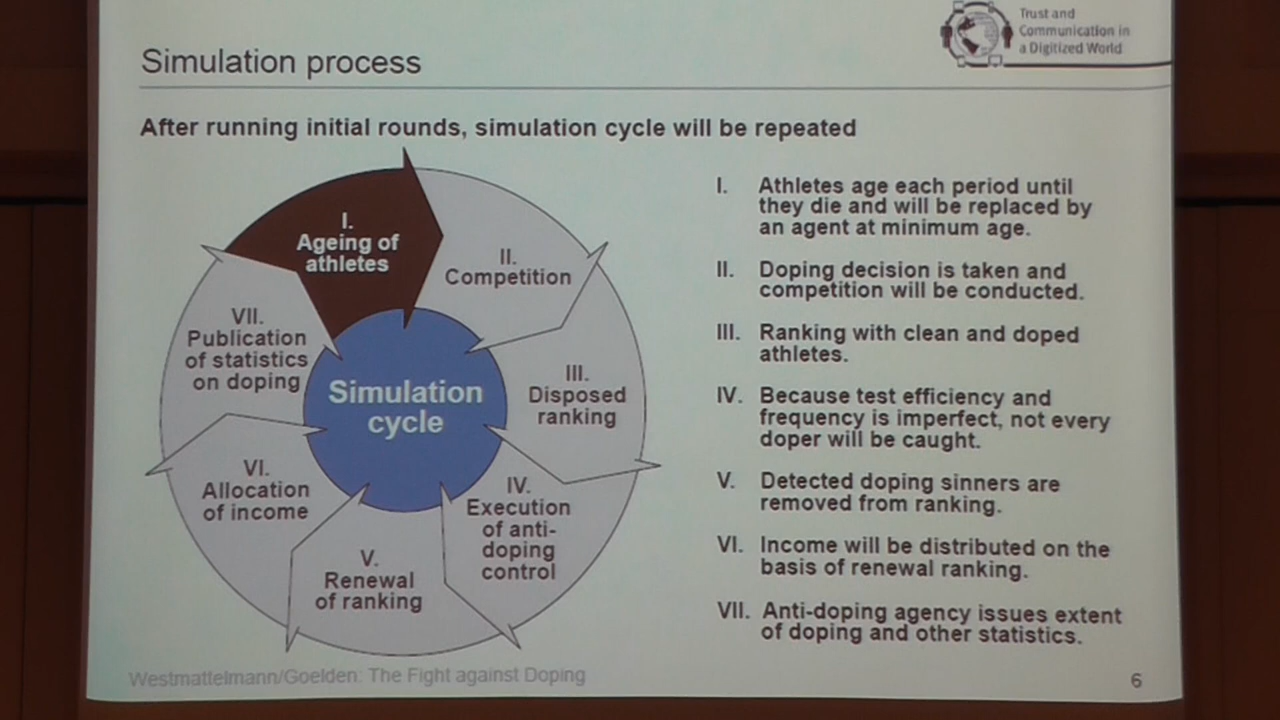 Trust and
Communication in
a Digitized World
Simulation process
After running initial rounds, simulation cycle will be repeated
I.
Ageing of
athletes
II.
Competition
III.
Disposed
ranking
IV.
Execution
of anti-
doping
control
V.
Renewal
of ranking
VI.
Allocation
of income
VII.
Publication
of statistics
on doping
Simulation
cycle
I. Athletes age each period until
they die and will be replaced by
an agent at minimum age.
II. Doping decision is taken and
competition will be conducted.
III. Ranking with clean and doped
athletes.
IV. Because test efficiency and
frequency is imperfect, not every
doper will be caught.
V. Detected doping sinners are
removed from ranking.
VI. Income will be distributed on the
basis of renewal ranking.
VII. Anti-doping agency issues extent
of doping and other statistics.
Westmattelmann/Goelden: The Fight against Doping
6